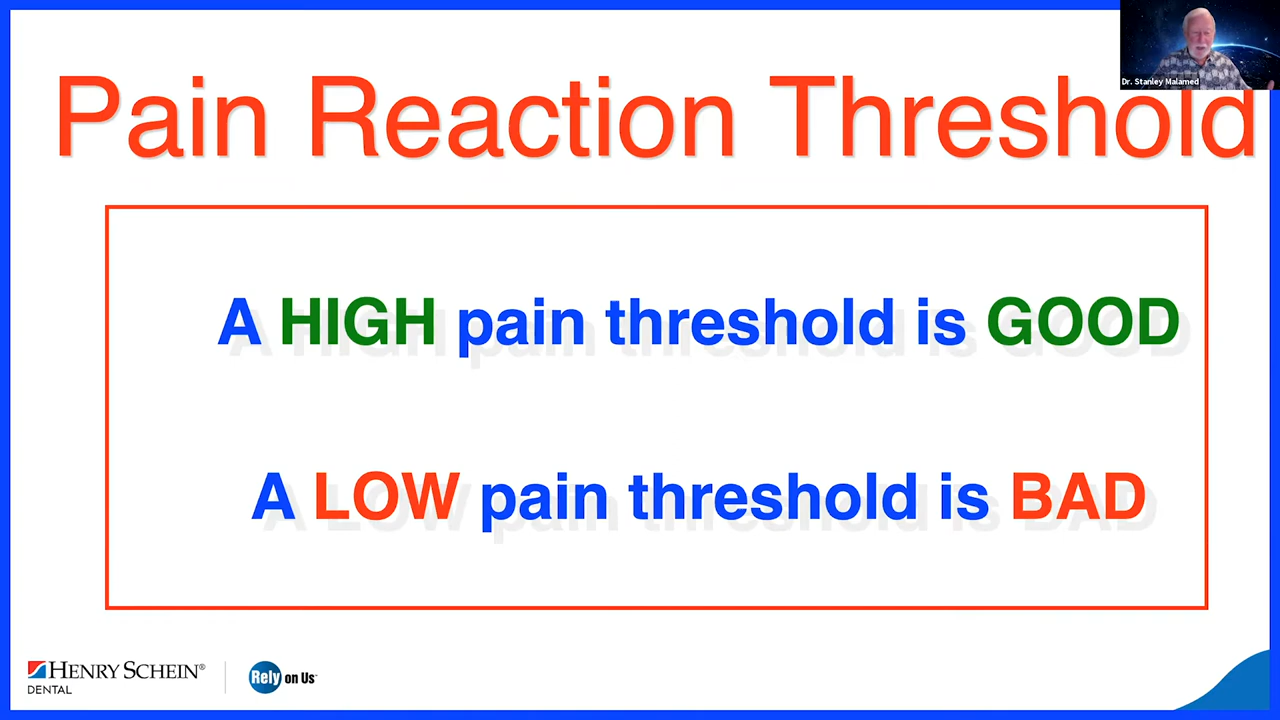 Dr. Stanley Malamed
Pain Reaction Threshold
A HIGH pain threshold is GOOD
A LOW pain threshold is BAD
HENRY SCHEIN®
DENTAL
Rely on Us™